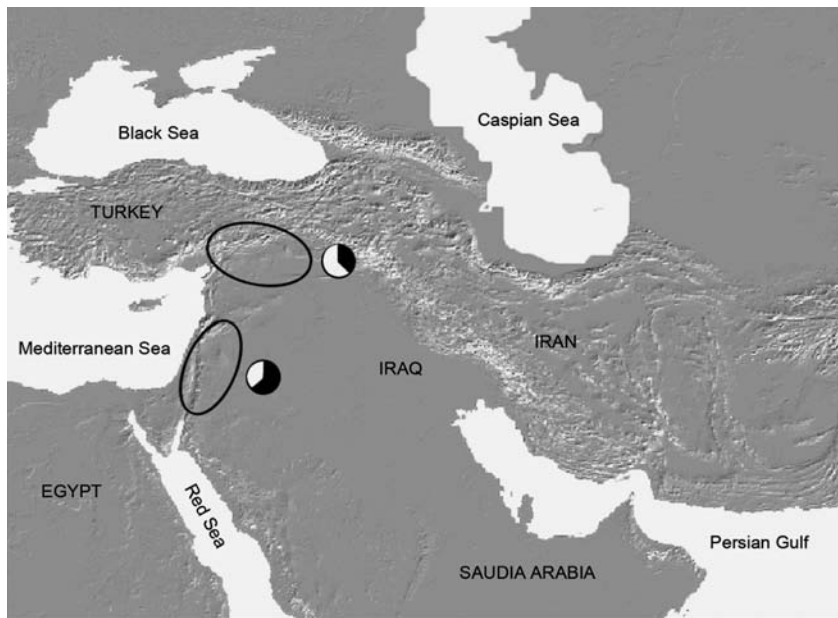 Black Sea
Caspian Sea
TURKEY
Mediterranean Sea
IRAN
IRAQ
EGYPT
Red Sea
Persian Gulf
SAUDIA ARABIA